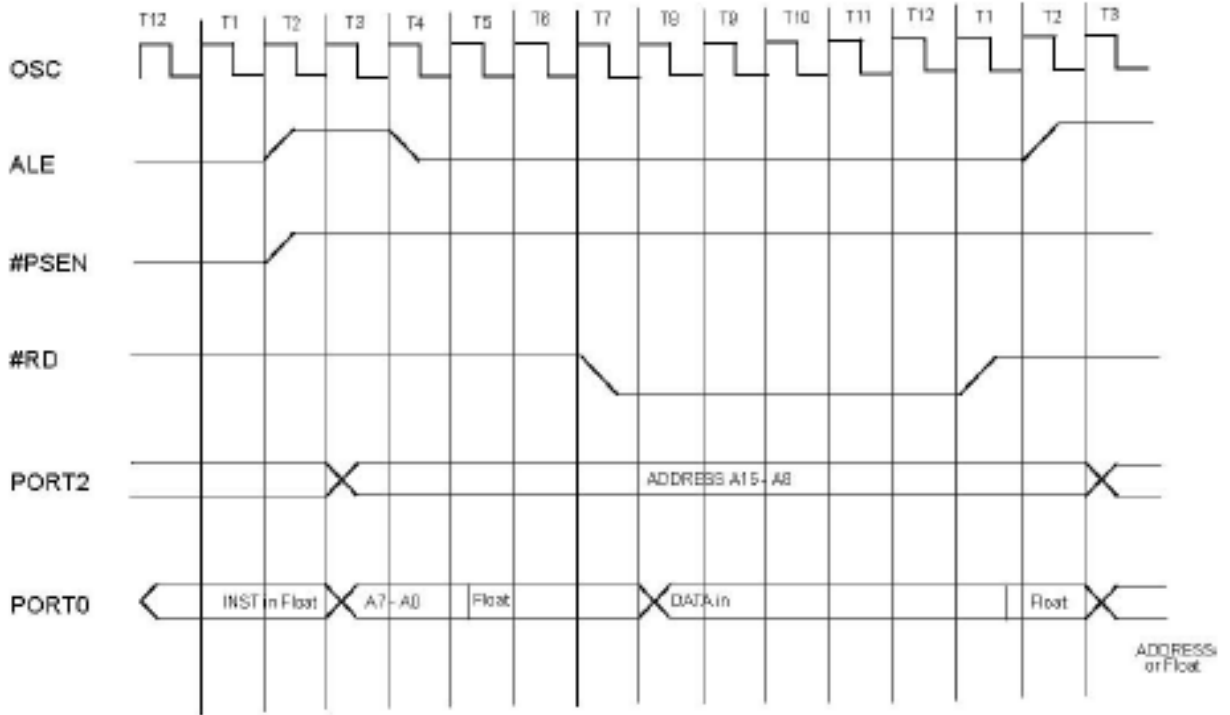 T12 T1 T2 T3 T4 T5 T6 T7 T8 T9 T10 T11 T12 T1 T2 T3
OSC
ALE
#PSEN
#RD
PORT2 ADDRESS A15 - A8
PORT0 INST in Float A7 - A0 Float DATA in Float
ADDRESS
or Float